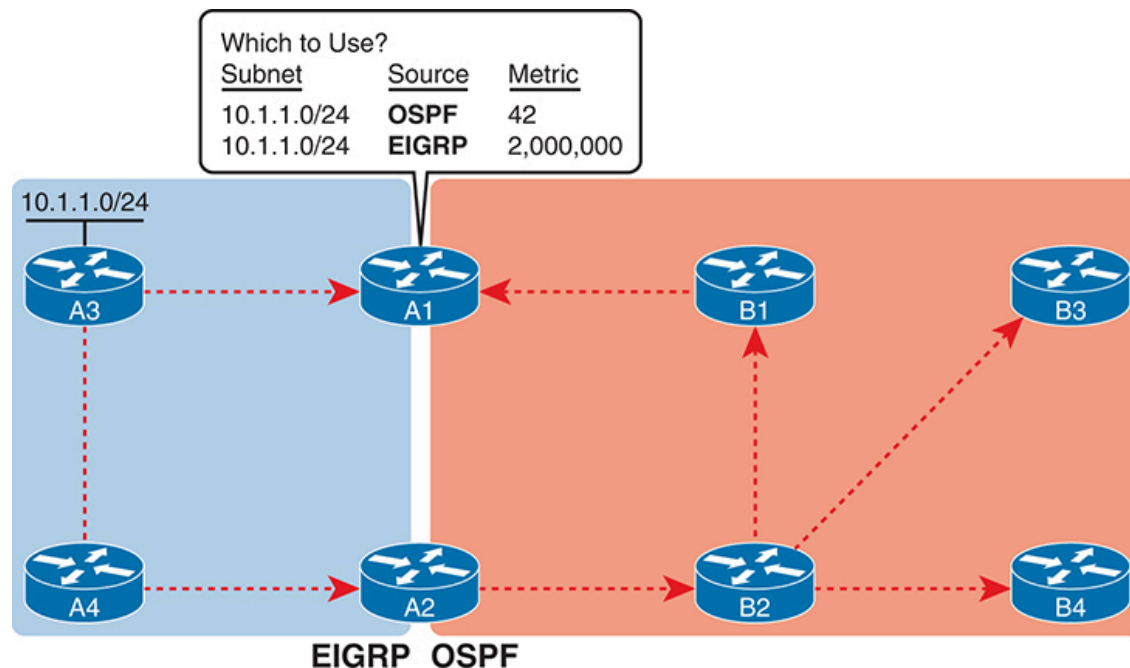 Which to Use?
Subnet Source Metric
10.1.1.0/24 OSPF 42
10.1.1.0/24 EIGRP 2,000,000
10.1.1.0/24
A3 A1 B1 B3
A4 A2 B2 B4
EIGRP OSPF